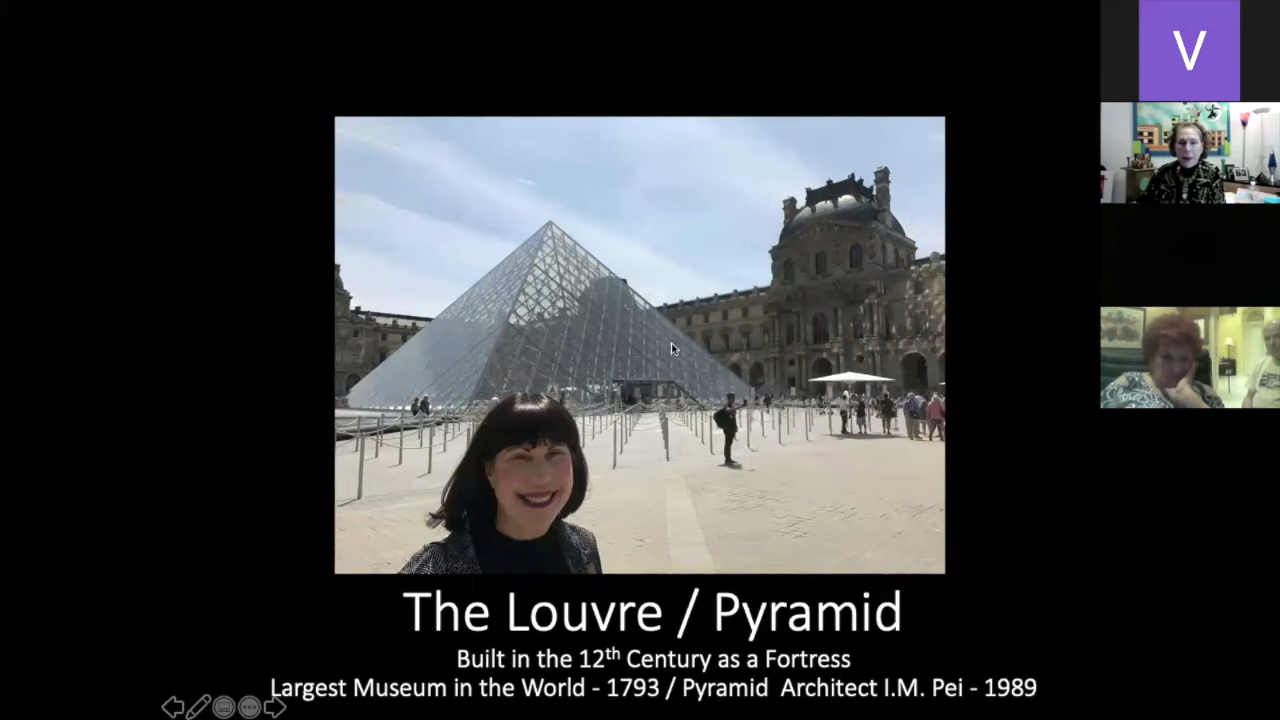 V
The Louvre / Pyramid
Built in the 12th Century as a Fortress
Largest Museum in the World - 1793 / Pyramid  Architect I.M. Pei - 1989